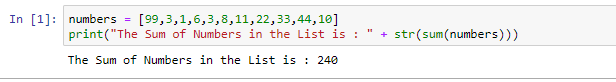 In [1]: numbers = [99,3,1,6,3,8,11,22,33,44,10]
print("The Sum of Numbers in the List is : " + str(sum(numbers)))
The Sum of Numbers in the List is : 240